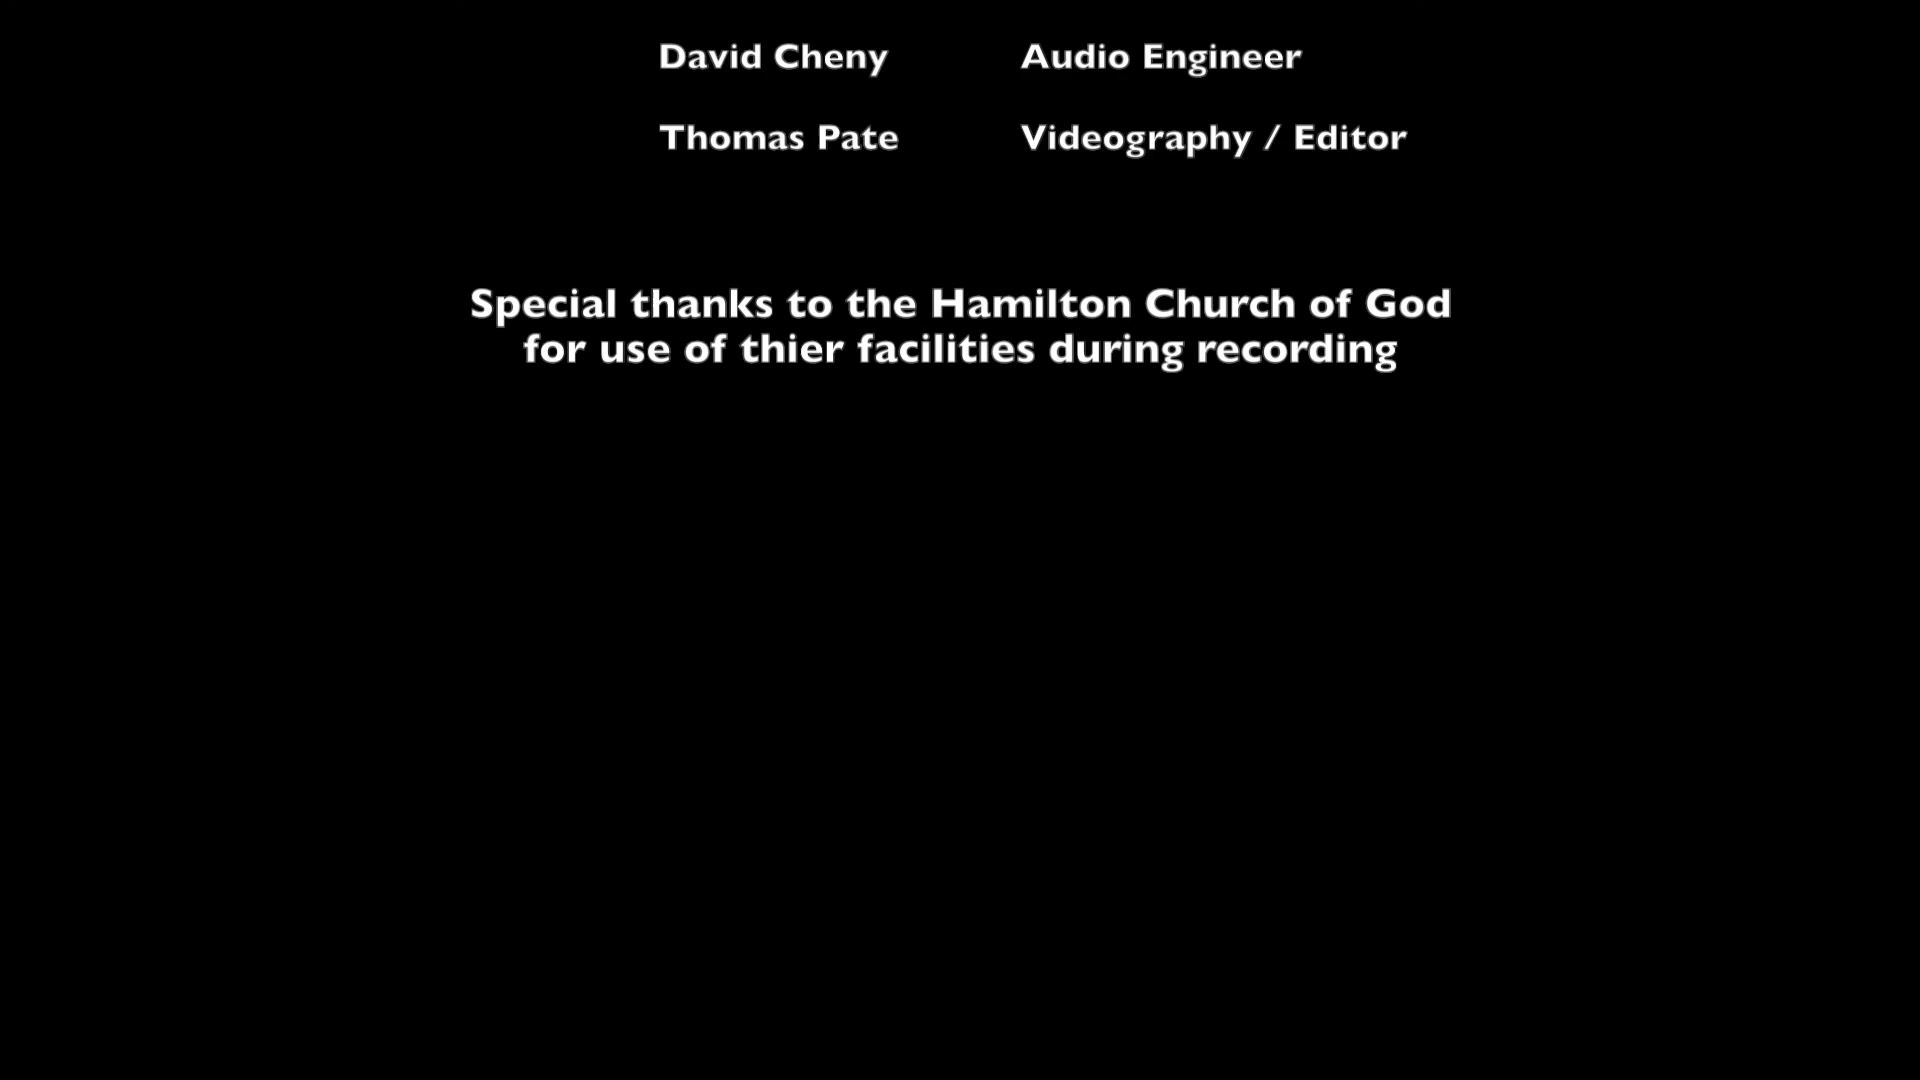 David Cheny Audio Engineer
Thomas Pate Videography / Editor
Special thanks to the Hamilton Church of God
for use of thier facilities during recording